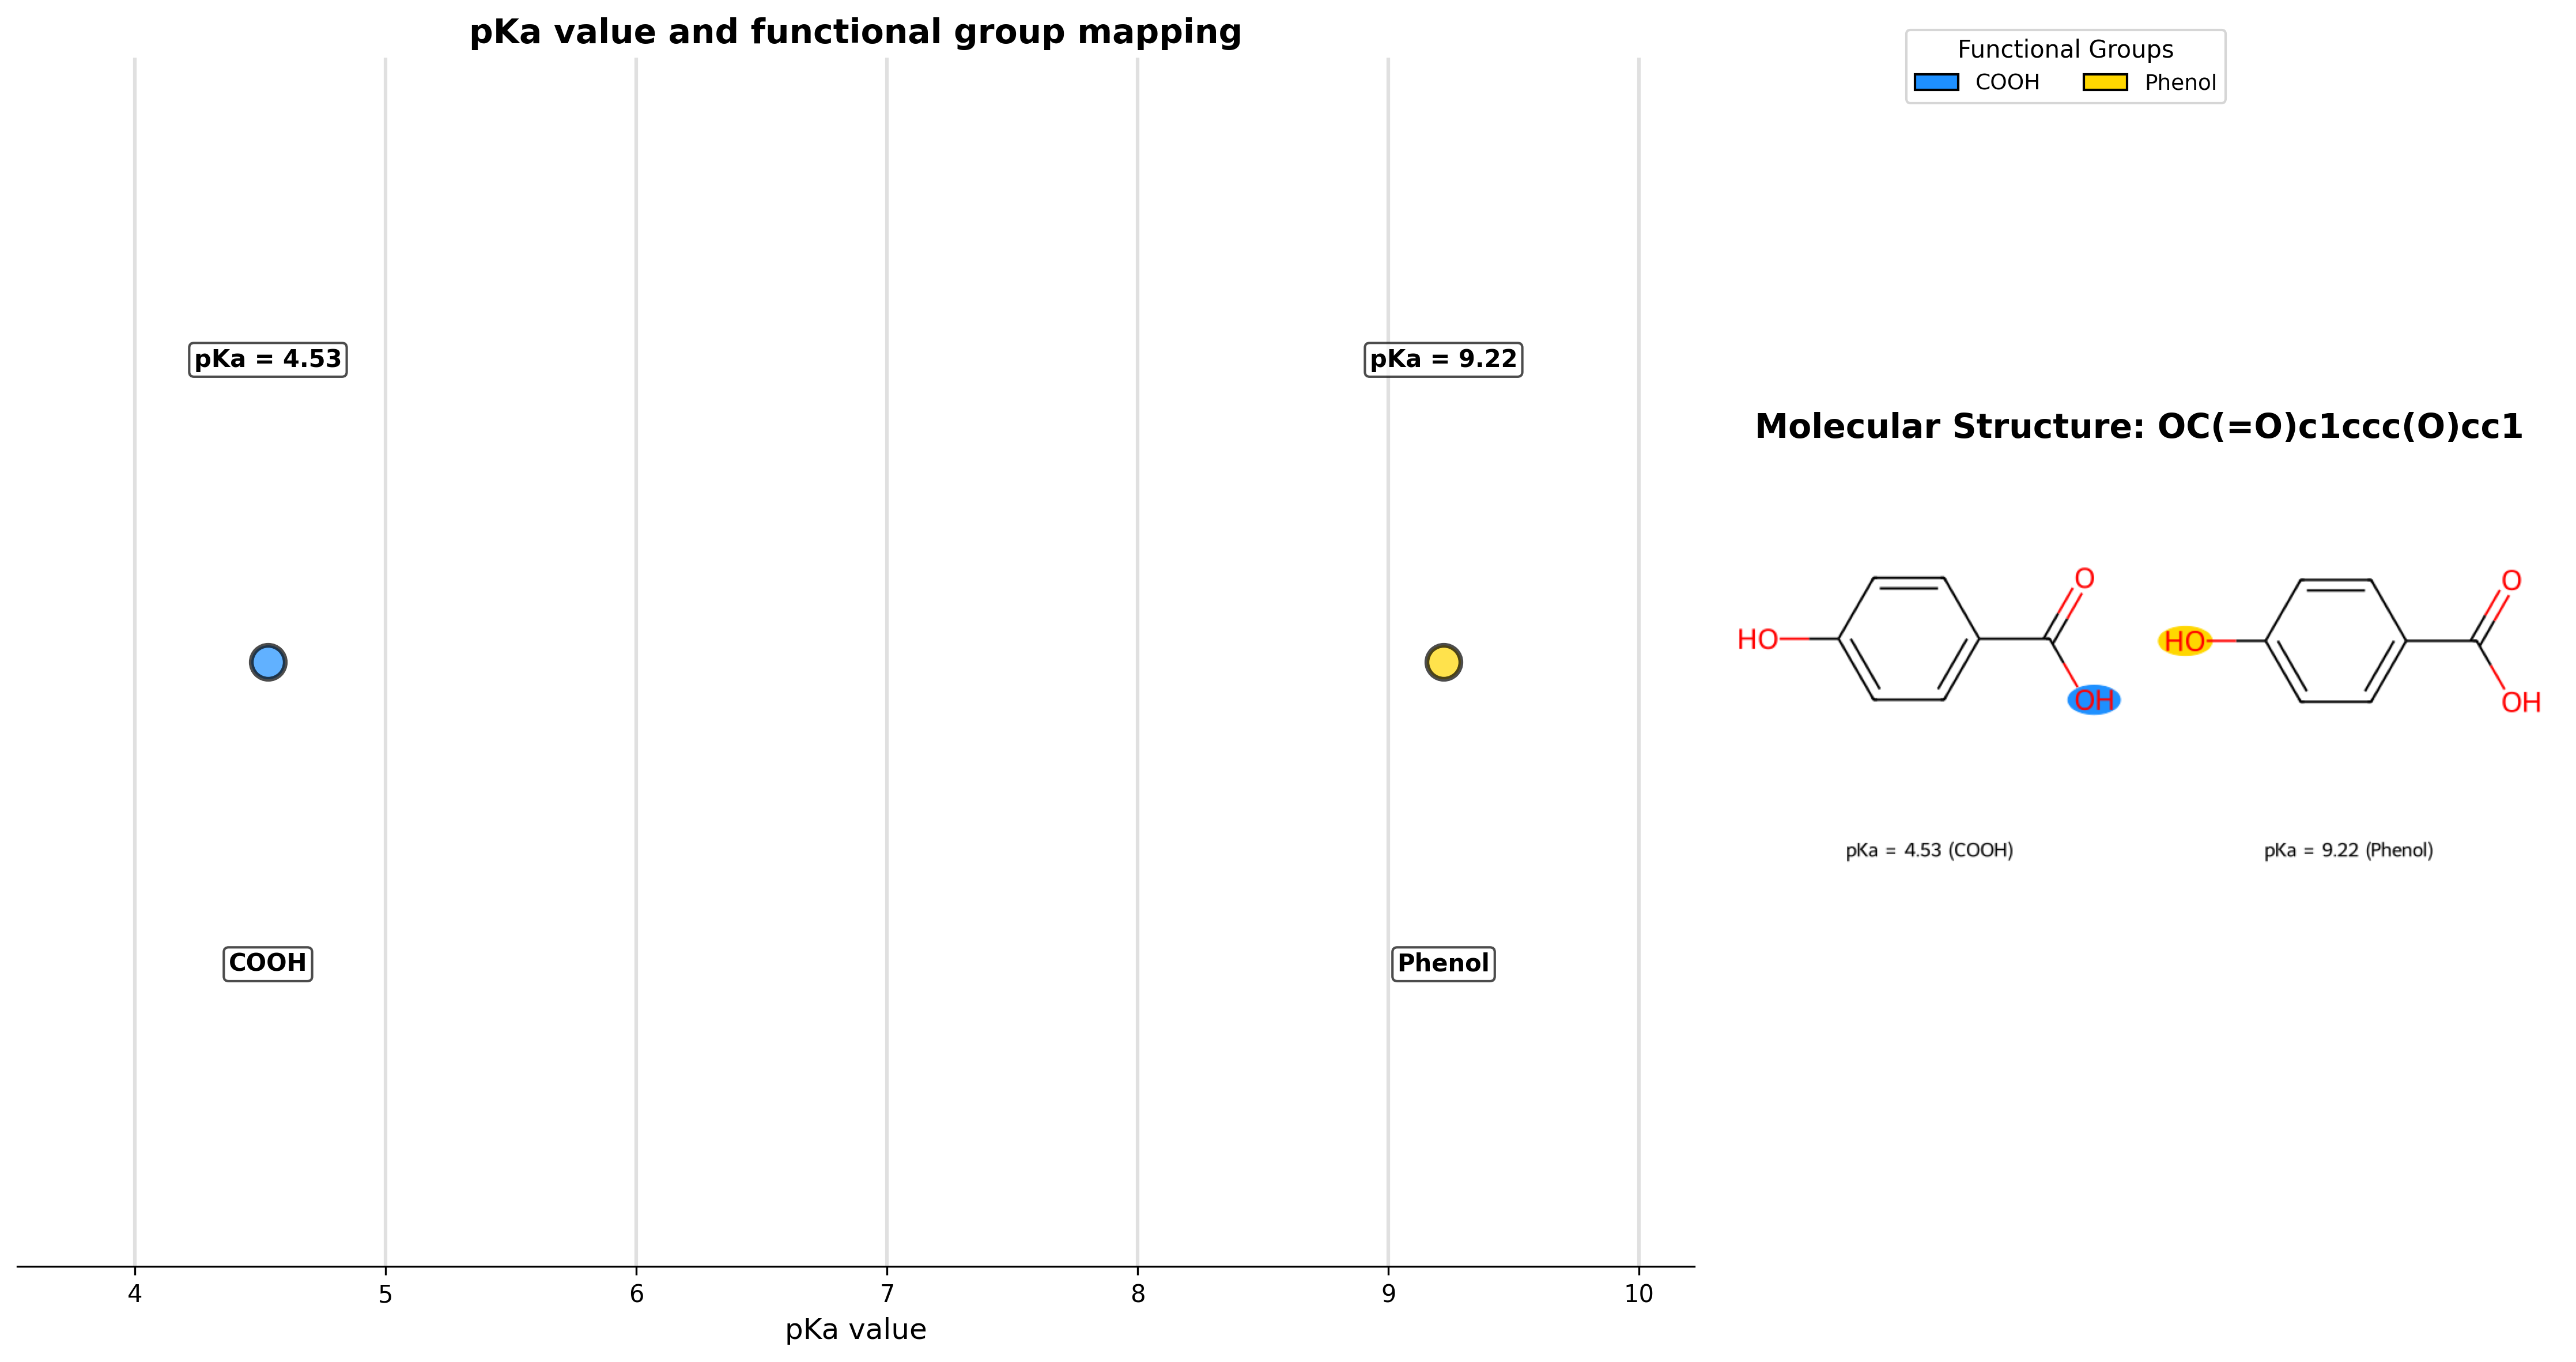 pKa value and functional group mapping
Functional Groups
COOH Phenol
pKa = 4.53
pKa = 9.22
COOH
Phenol
4 5 6 7 8 9 10
pKa value
Molecular Structure: OC(=O)c1ccc(O)cc1
HO
O
OH
HO
O
OH
pKa = 4.53 (COOH)
pKa = 9.22 (Phenol)